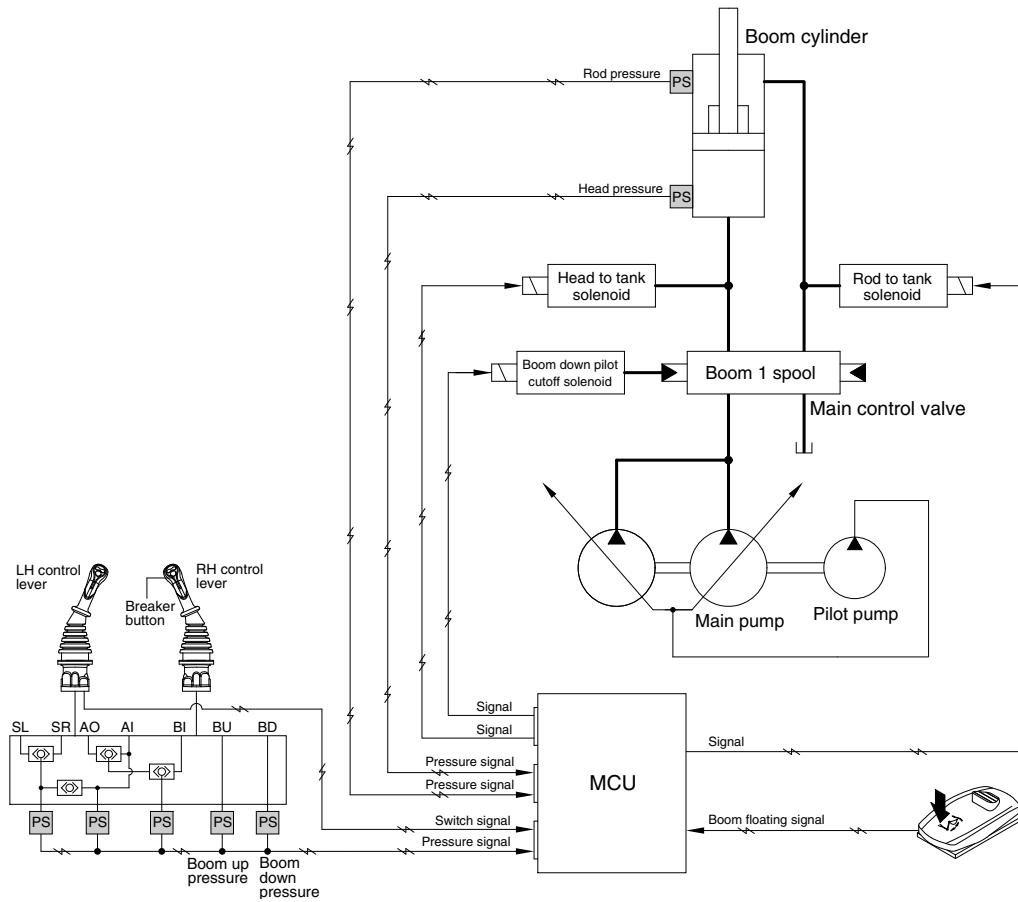 Boom cylinder
Rod pressure
PS
Head pressure
PS
Head to tank
solenoid
Rod to tank
solenoid
Boom down pilot
cutoff solenoid
Boom 1 spool
Main control valve
LH control
lever
RH control
lever
Breaker
button
Main pump
Pilot pump
SL
SR
AO
AI
BI
BU
BD
PS
PS
PS
PS
PS
Boom up
pressure
Boom
down
pressure
Signal
Signal
Pressure signal
Pressure signal
Switch signal
Pressure signal
MCU
Signal
Boom floating signal